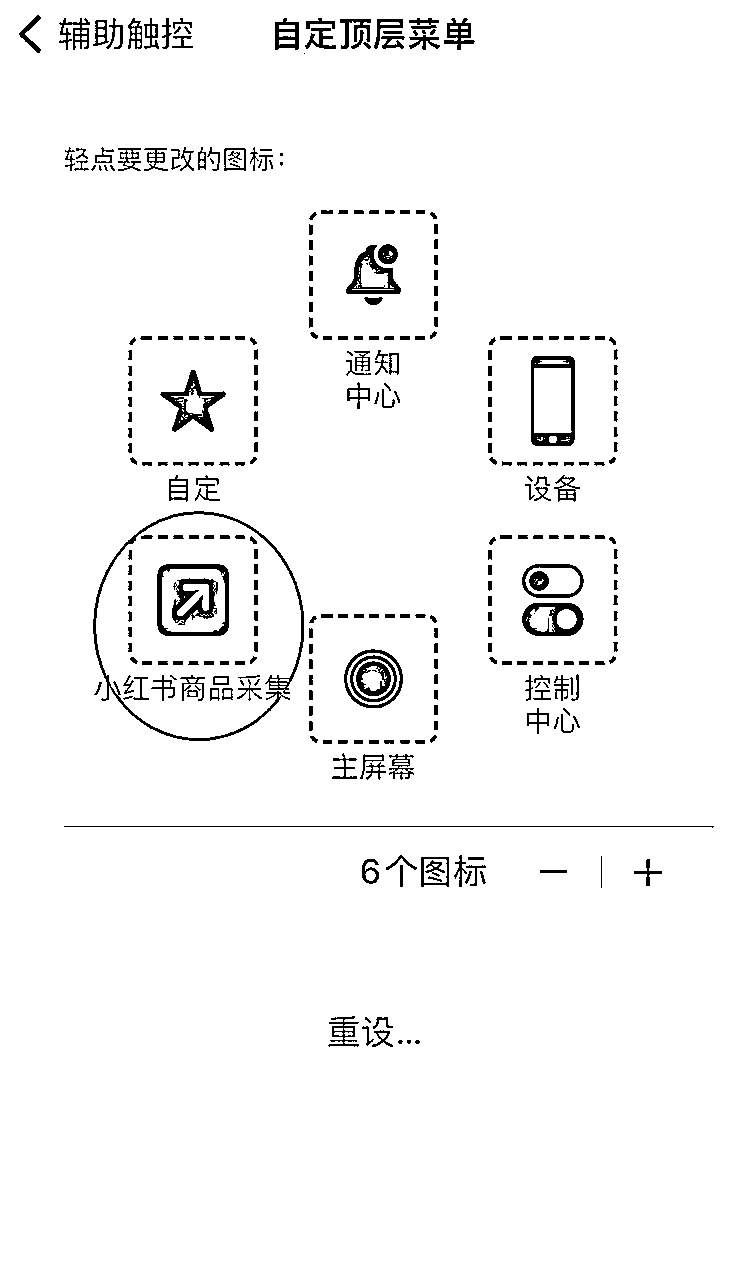 辅助触控
自定顶层菜单
轻点要更改的图标:
通知
中心
自定
设备
小红书商品采集
控制
中心
主屏幕
6个图标
重设...